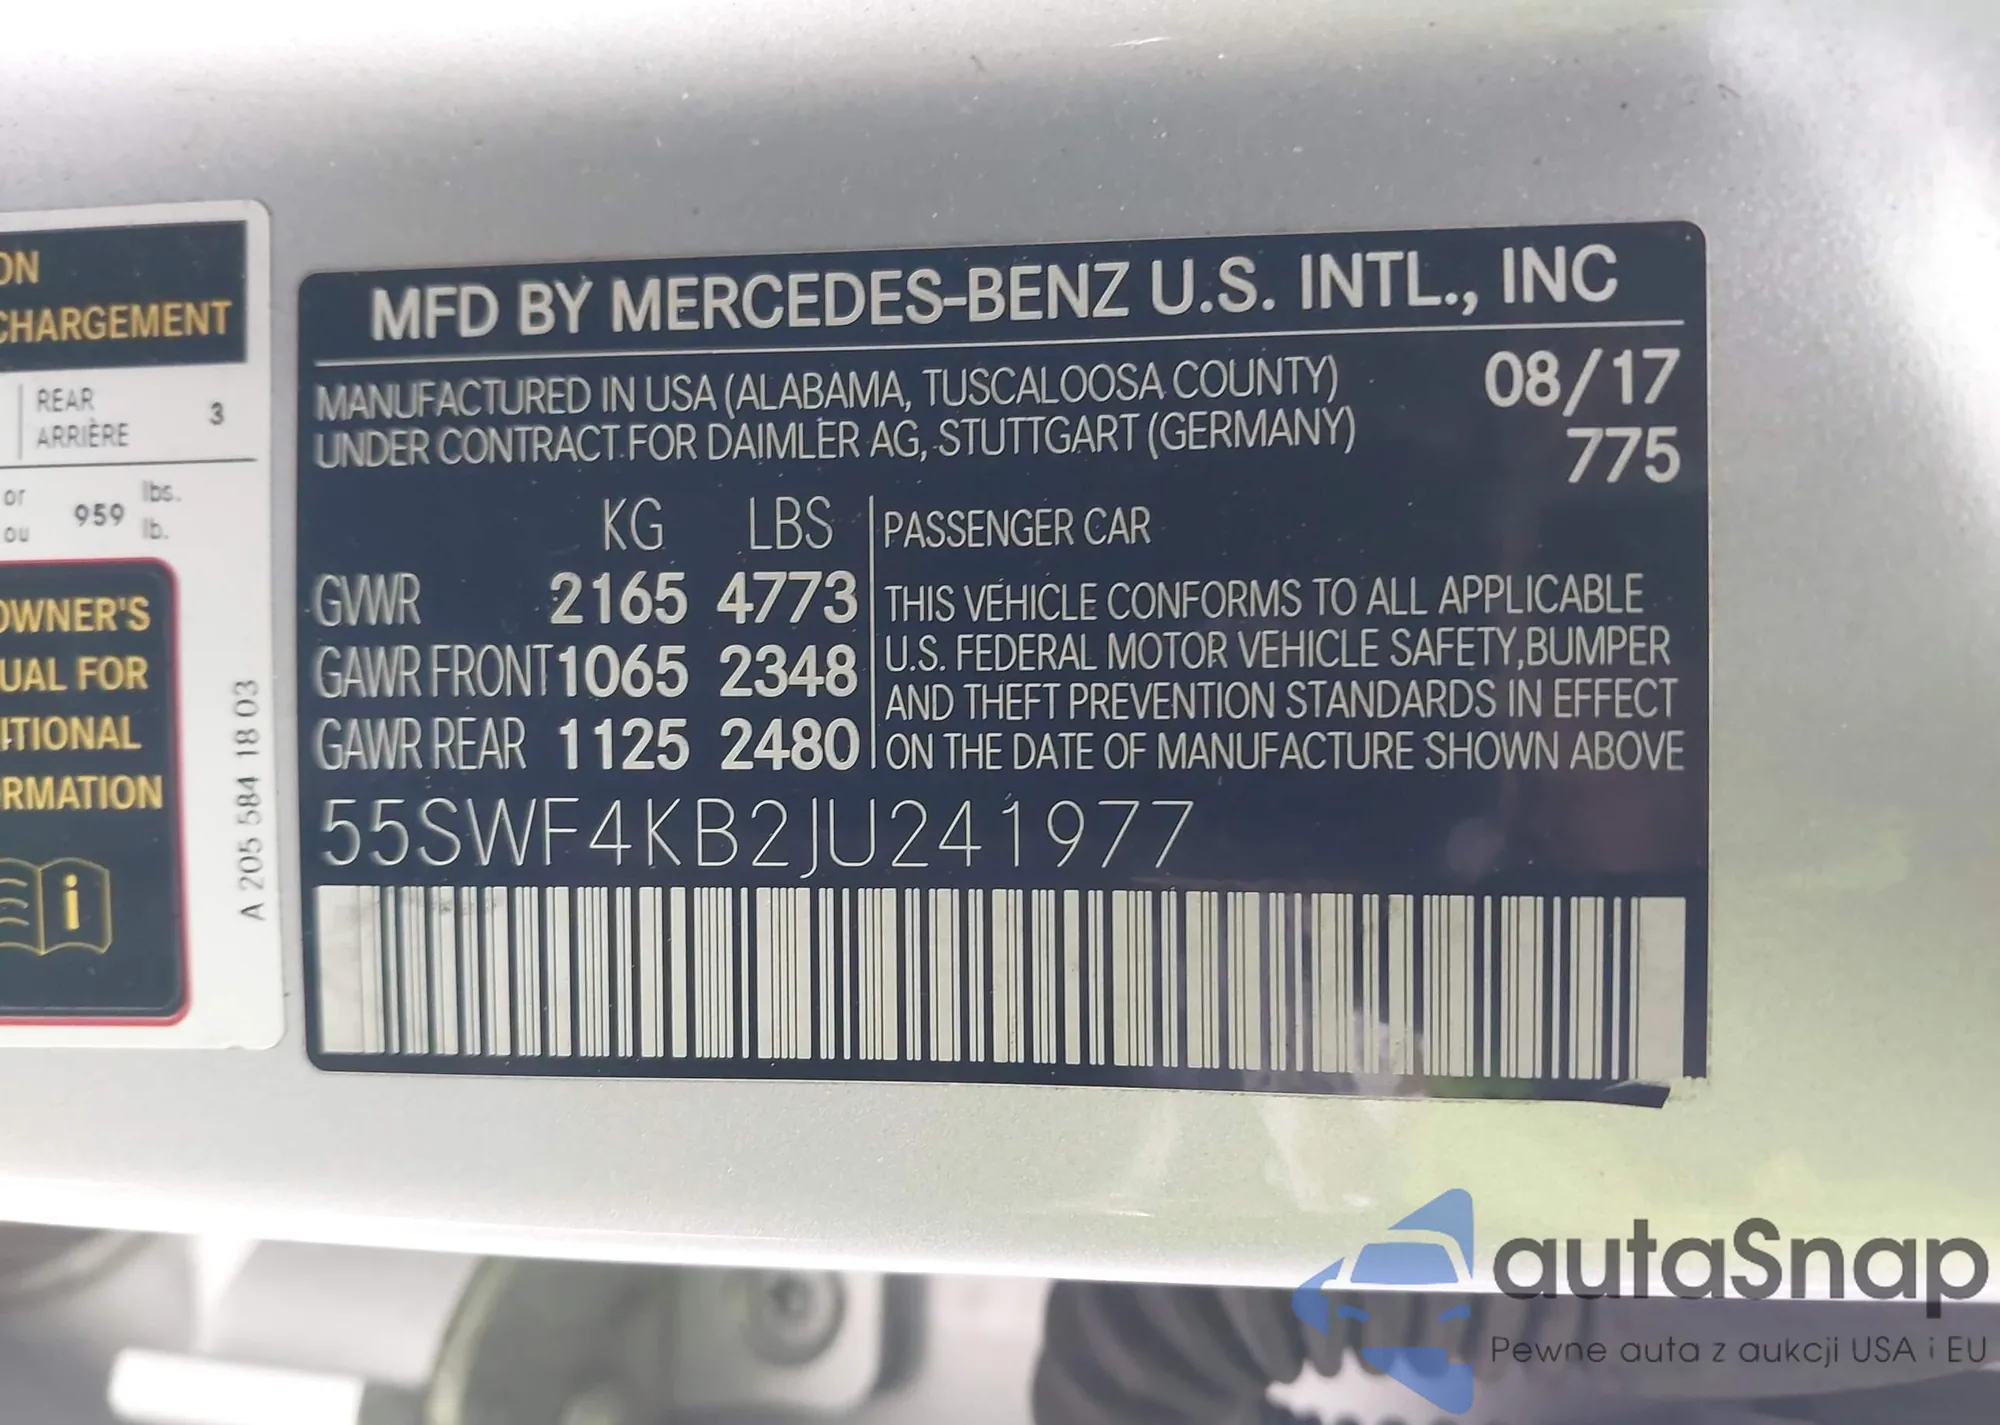 ON
CHARGEMENT
REAR
ARRIÈRE
3
or
ou
959
lbs.
lb.
OWNER'S
UAL FOR
ITIONAL
RMATION
i
A 205 584 18 03
MFD BY MERCEDES-BENZ U.S. INTL., INC
MANUFACTURED IN USA (ALABAMA, TUSCALOOSA COUNTY)
UNDER CONTRACT FOR DAIMLER AG, STUTTGART (GERMANY)
08/17
775
KG LBS
GVWR 2165 4773
GAWR FRONT 1065 2348
GAWR REAR 1125 2480
PASSENGER CAR
THIS VEHICLE CONFORMS TO ALL APPLICABLE
U.S. FEDERAL MOTOR VEHICLE SAFETY,BUMPER
AND THEFT PREVENTION STANDARDS IN EFFECT
ON THE DATE OF MANUFACTURE SHOWN ABOVE
55SWF4KB2JU241977
autaSnap
Pewne auta z aukcji USA i EU